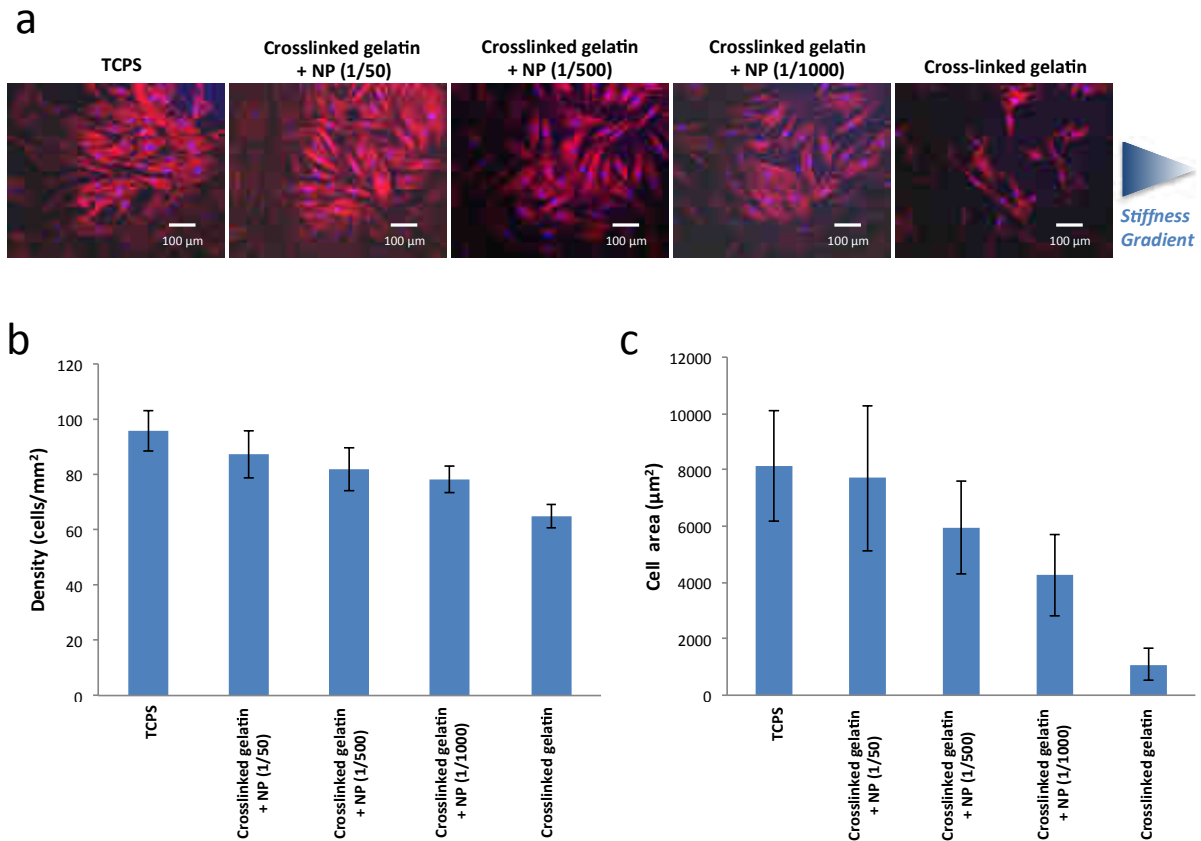 a
TCPS
Crosslinked gelatin
+ NP (1/50)
Crosslinked gelatin
+ NP (1/500)
Crosslinked gelatin
+ NP (1/1000)
Cross-linked gelatin
100 µm
100 µm
100 µm
100 µm
100 µm
Stiffness
Gradient
b
120
100
80
60
40
20
0
Density (cells/mm²)
TCPS
Crosslinked gelatin
+ NP (1/50)
Crosslinked gelatin
+ NP (1/500)
Crosslinked gelatin
+ NP (1/1000)
Crosslinked gelatin
c
12000
10000
8000
6000
4000
2000
0
Cell area (µm²)
TCPS
Crosslinked gelatin
+ NP (1/50)
Crosslinked gelatin
+ NP (1/500)
Crosslinked gelatin
+ NP (1/1000)
Crosslinked gelatin